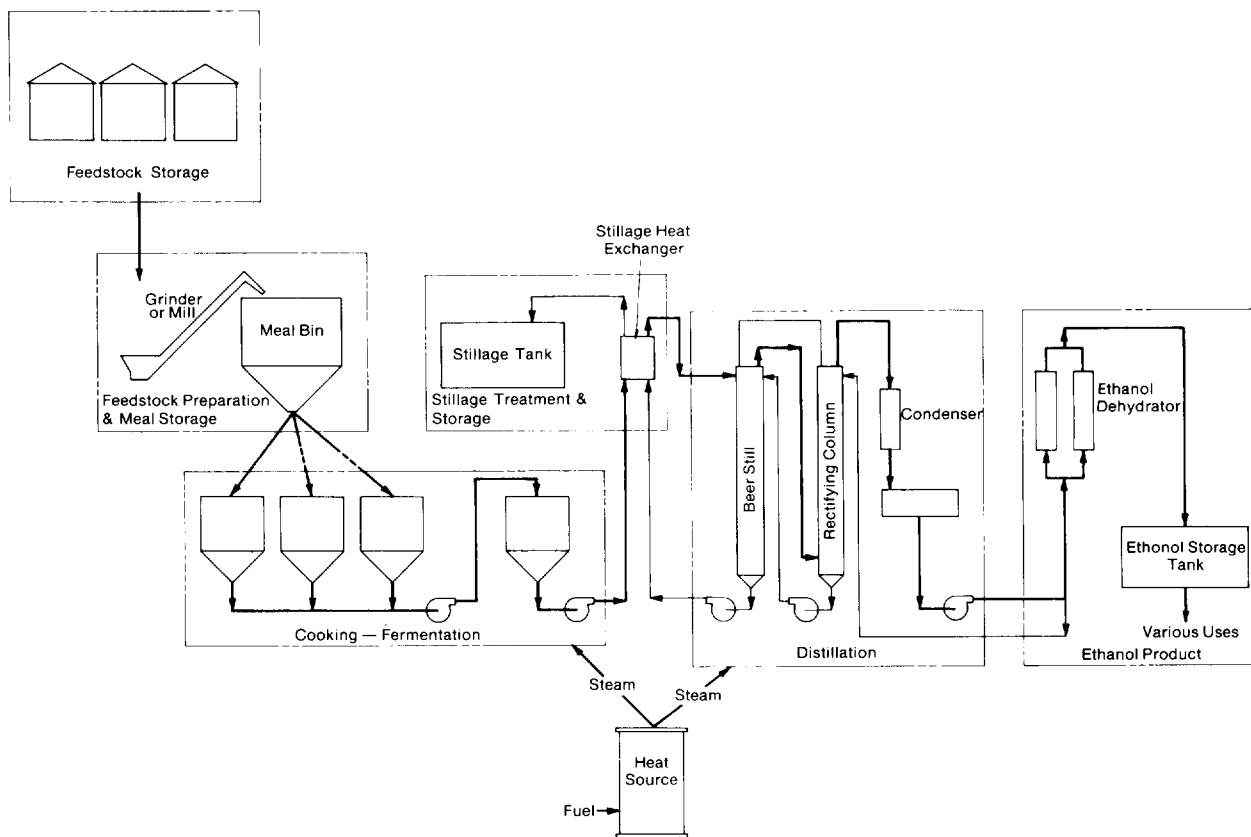 Feedstock Storage
Grinder
or Mill
Meal Bin
Feedstock Preparation
& Meal Storage
Stillage Heat
Exchanger
Stillage Tank
Stillage Treatment &
Storage
Cooking — Fermentation
Beer Still
Rectifying Column
Condenser
Distillation
Ethanol
Dehydrator
Ethonol Storage
Tank
Various Uses
Ethanol Product
Steam
Steam
Heat
Source
Fuel